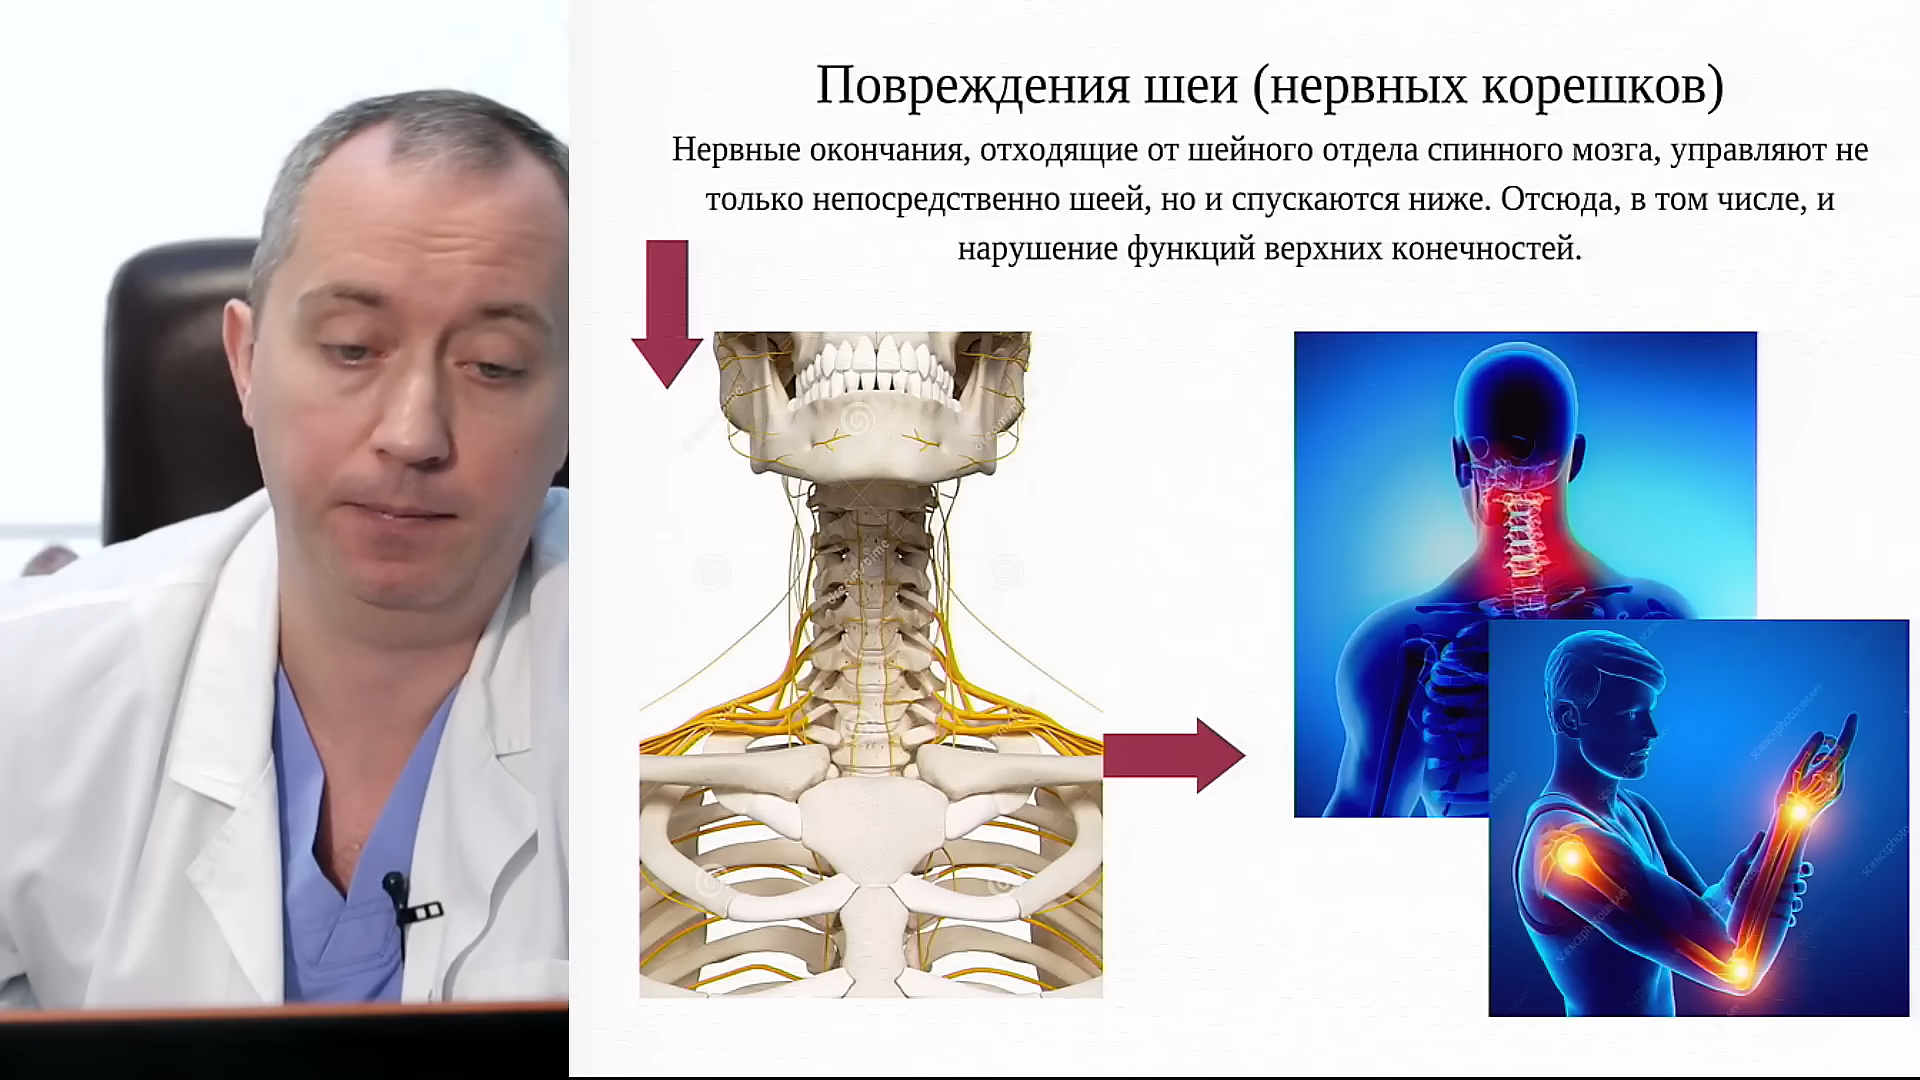 Повреждения шеи (нервных корешков)
Нервные окончания, отходящие от шейного отдела спинного мозга, управляют не
только непосредственно шеей, но и спускаются ниже. Отсюда, в том числе, и
нарушение функций верхних конечностей.